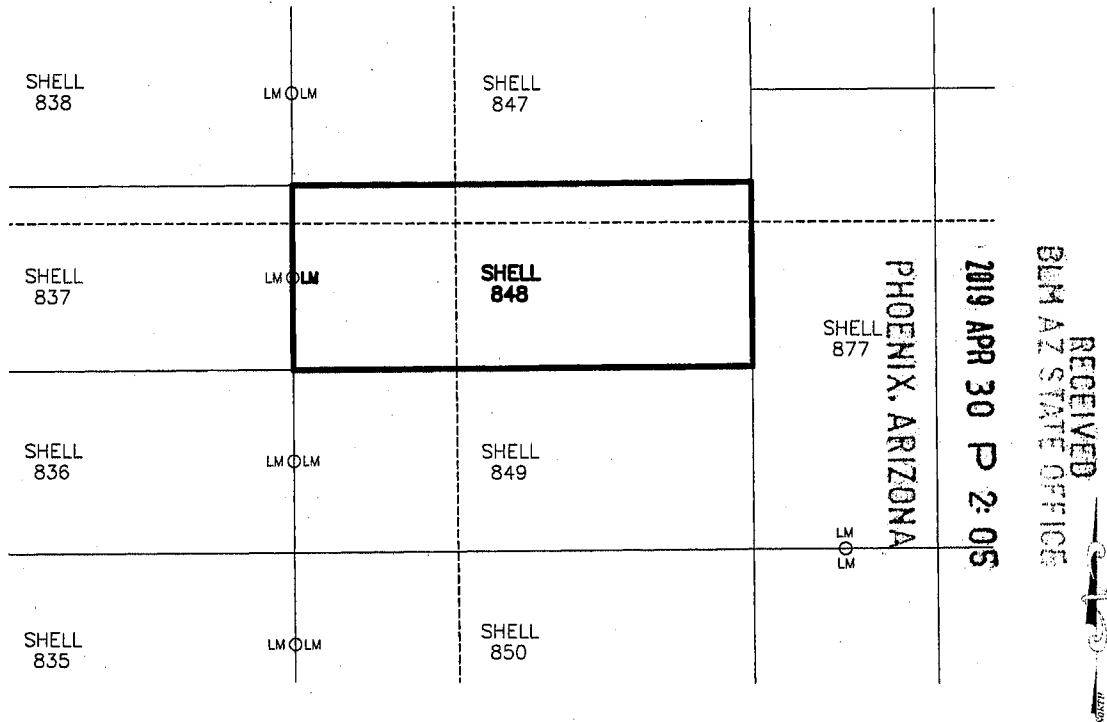 SHELL
838
LM LM
SHELL
847
SHELL
837
LM LM
SHELL
848
SHELL
877
SHELL
836
LM LM
SHELL
849
LM
LM
SHELL
835
LM LM
SHELL
850
RECEIVED
BLM AZ STATE OFFICE
2019 APR 30 P 2:05
PHOENIX, ARIZONA